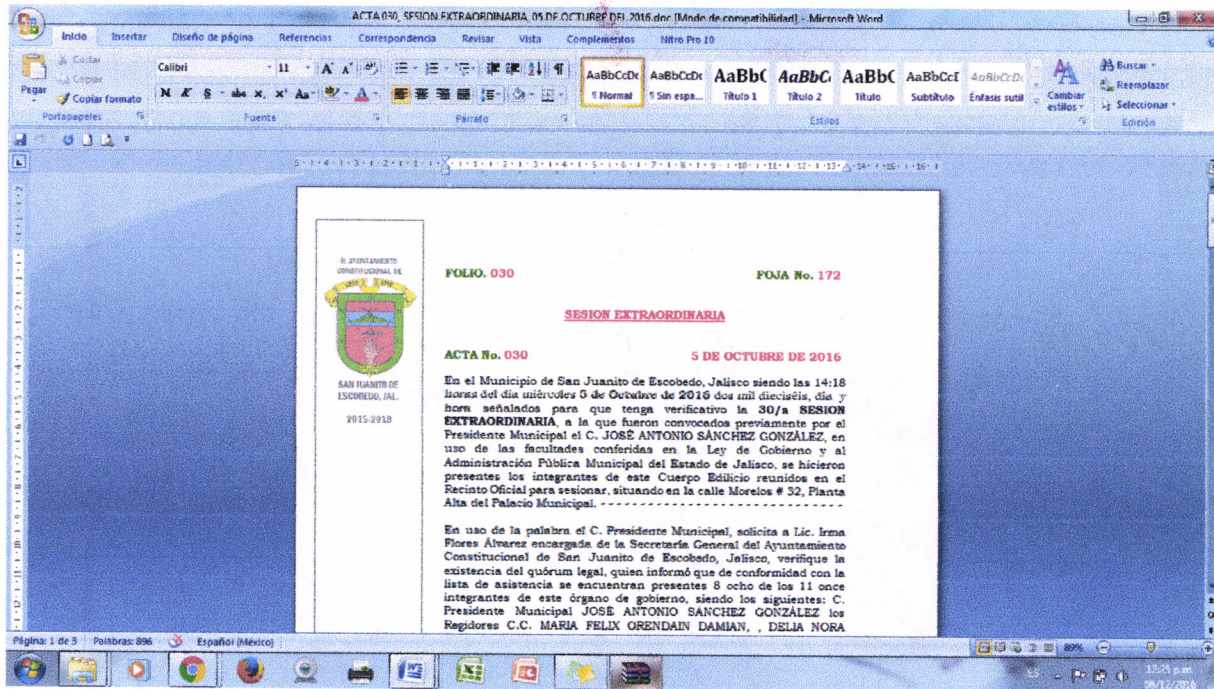 ACTA 030, SESION EXTRAORDINARIA, 05 DE OCTUBRE DEL 2016.doc [Modo de compatibilidad] - Microsoft Word
Inicio Insertar Diseño de página Referencias Correspondencia Revisar Vista Complementos Nitro Pro 10
Pegar
Cortar
Copiar
Copiar formato
Portapapeles
Calibri 11
Fuente
Párrafo
AaBbCcDc AaBbCcDc AaBbC AaBbCc AaBbC AaBbCcI AaBbCcDc
¶ Normal ¶ Sin espa... Título 1 Título 2 Título Subtítulo Énfasis sutil
Estilos
Cambiar estilos
Buscar
Reemplazar
Seleccionar
Edición
H. AYUNTAMIENTO
CONSTITUCIONAL DE
SAN JUANITO DE
ESCOBEDO, JAL.
2015-2018
FOLIO. 030 FOJA No. 172
SESION EXTRAORDINARIA
ACTA No. 030 5 DE OCTUBRE DE 2016
En el Municipio de San Juanito de Escobedo, Jalisco siendo las 14:18
horas del día miércoles 5 de Octubre de 2016 dos mil dieciséis, día y
hora señalados para que tenga verificativo la 30/a SESION
EXTRAORDINARIA, a la que fueron convocados previamente por el
Presidente Municipal el C. JOSÉ ANTONIO SÁNCHEZ GONZÁLEZ, en
uso de las facultades conferidas en la Ley de Gobierno y al
Administración Pública Municipal del Estado de Jalisco, se hicieron
presentes los integrantes de este Cuerpo Edilicio reunidos en el
Recinto Oficial para sesionar, situando en la calle Morelos # 32, Planta
Alta del Palacio Municipal. - - - - - - - - - - - - - - - - - - - - - - - - - - - - - -
En uso de la palabra el C. Presidente Municipal, solicita a Lic. Irma
Flores Álvarez encargada de la Secretaría General del Ayuntamiento
Constitucional de San Juanito de Escobedo, Jalisco, verifique la
existencia del quórum legal, quien informó que de conformidad con la
lista de asistencia se encuentran presentes 8 ocho de los 11 once
integrantes de este órgano de gobierno, siendo los siguientes: C.
Presidente Municipal JOSÉ ANTONIO SÁNCHEZ GONZÁLEZ los
Regidores C.C. MARIA FELIX ORENDAIN DAMIAN, , DELIA NORA
Página: 1 de 3 Palabras: 896 Español (México) 89%
ES 12:25 p.m.
08/12/2016